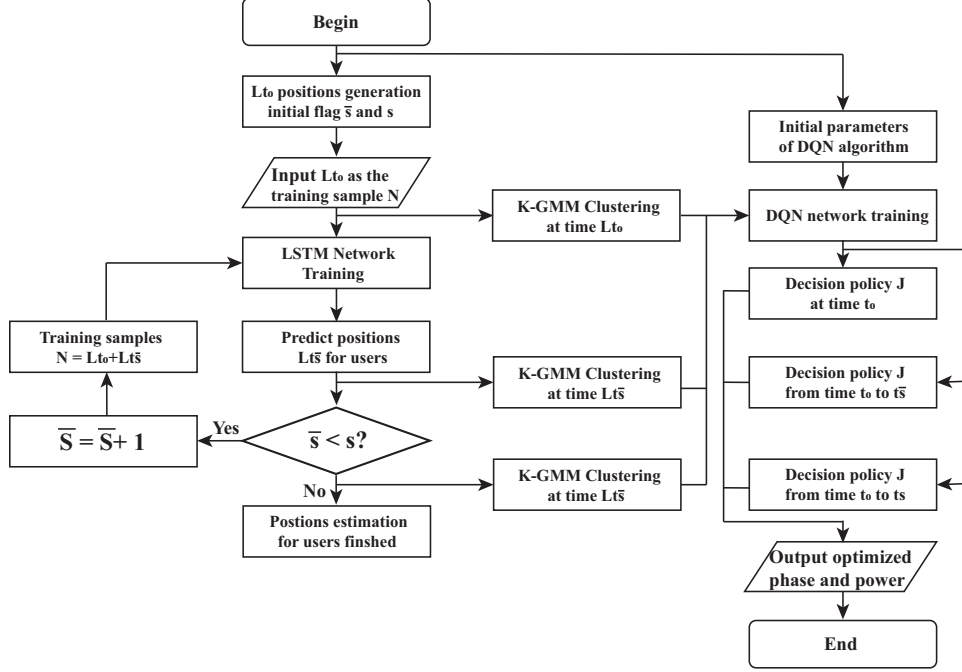 Begin
Lt₀ positions generation
initial flag s̅ and s
Input Lt₀ as the
training sample N
LSTM Network
Training
Predict positions
Lts̅ for users
s̅ < s?
Yes
No
Postions estimation
for users finshed
Training samples
N = Lt₀+Lts̅
S̅ = S̅+ 1
K-GMM Clustering
at time Lt₀
K-GMM Clustering
at time Lts̅
K-GMM Clustering
at time Lts̅
Initial parameters
of DQN algorithm
DQN network training
Decision policy J
at time t₀
Decision policy J
from time t₀ to ts̅
Decision policy J
from time t₀ to ts
Output optimized
phase and power
End